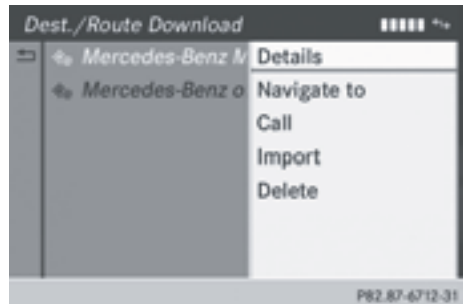 Dest./Route Download
Mercedes-Benz M
Mercedes-Benz o
Details
Navigate to
Call
Import
Delete
P82.87-6712-31